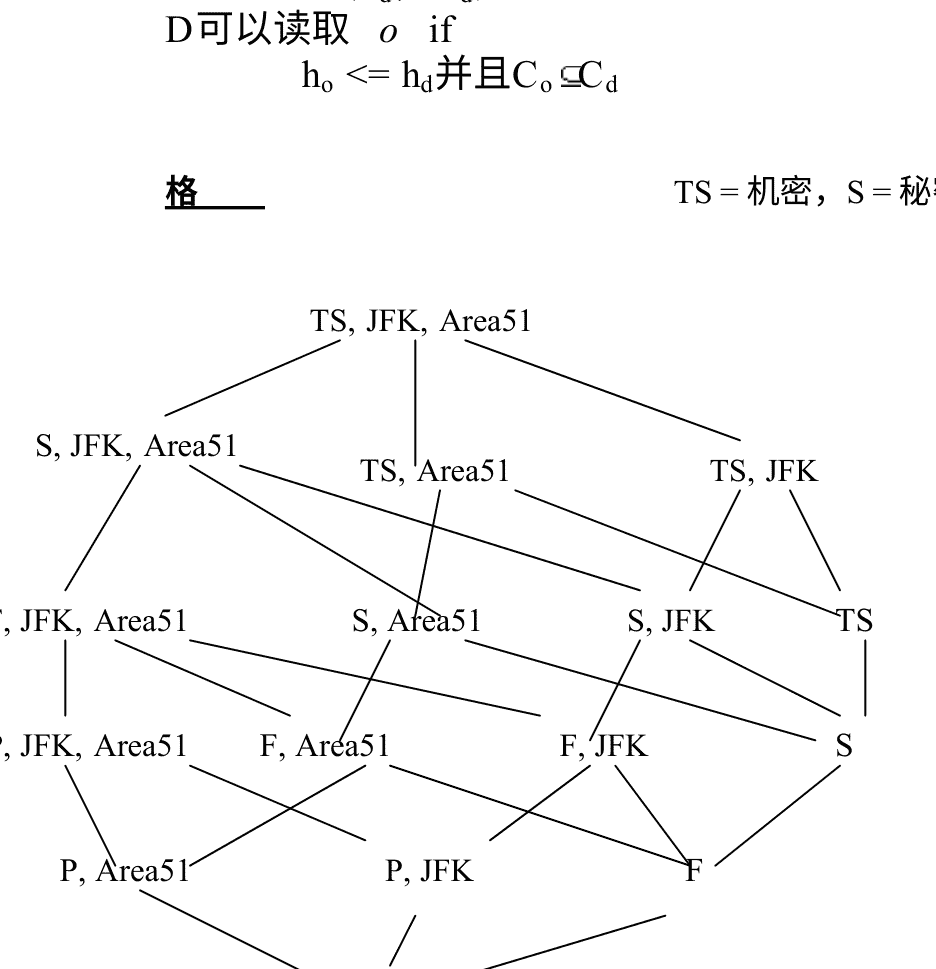 D可以读取 o if
ho <= hd并且Co ⊆Cd
格 TS = 机密，S = 秘
TS, JFK, Area51
S, JFK, Area51 TS, Area51 TS, JFK
, JFK, Area51 S, Area51 S, JFK TS
, JFK, Area51 F, Area51 F, JFK S
P, Area51 P, JFK F